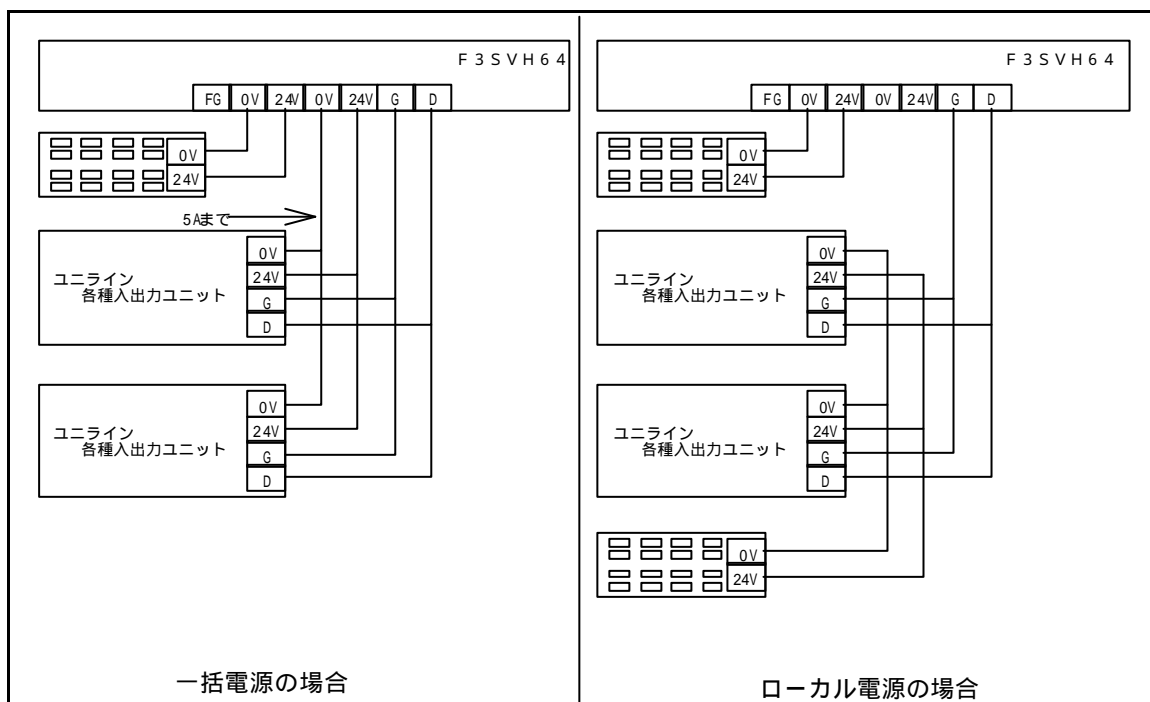 Ｆ３ＳＶＨ６４
FG 0V 24V 0V 24V G D
0V
24V
5Aまで
ユニライン
各種入出力ユニット
0V
24V
G
D
ユニライン
各種入出力ユニット
0V
24V
G
D
一括電源の場合
Ｆ３ＳＶＨ６４
FG 0V 24V 0V 24V G D
0V
24V
ユニライン
各種入出力ユニット
0V
24V
G
D
ユニライン
各種入出力ユニット
0V
24V
G
D
0V
24V
ローカル電源の場合